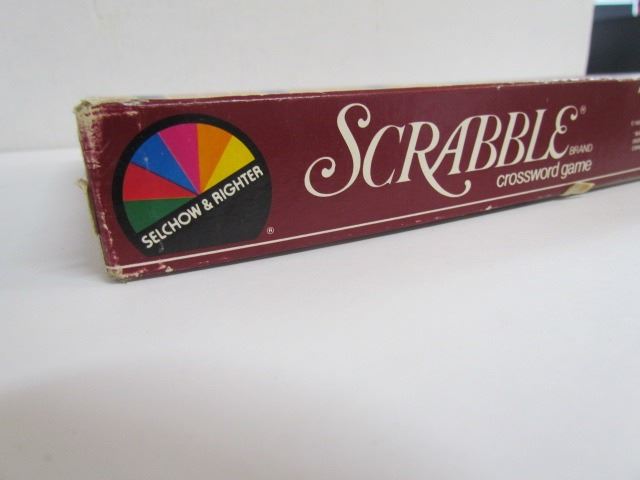 SELCHOW & RIGHTER
®
SCRABBLE®
BRAND
crossword game